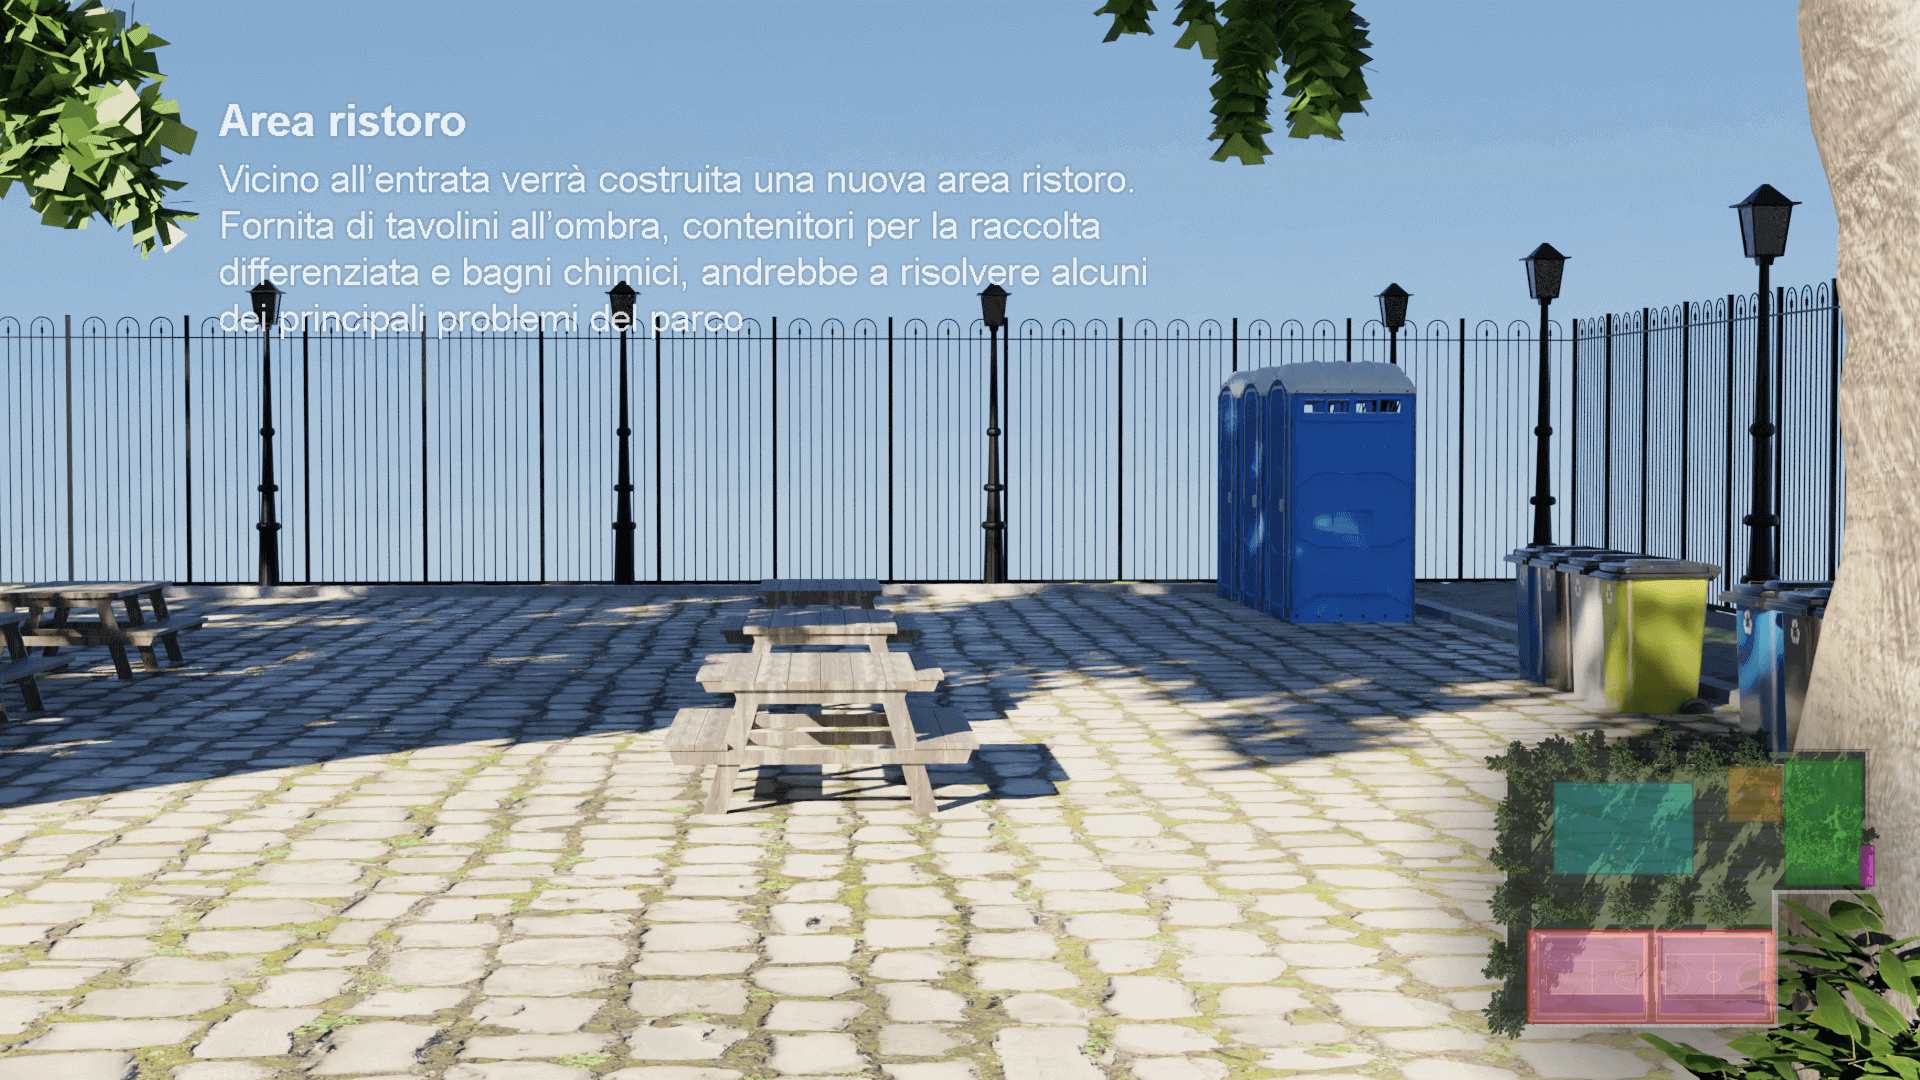 Area ristoro
Vicino all’entrata verrà costruita una nuova area ristoro.
Fornita di tavolini all’ombra, contenitori per la raccolta
differenziata e bagni chimici, andrebbe a risolvere alcuni
dei principali problemi del parco